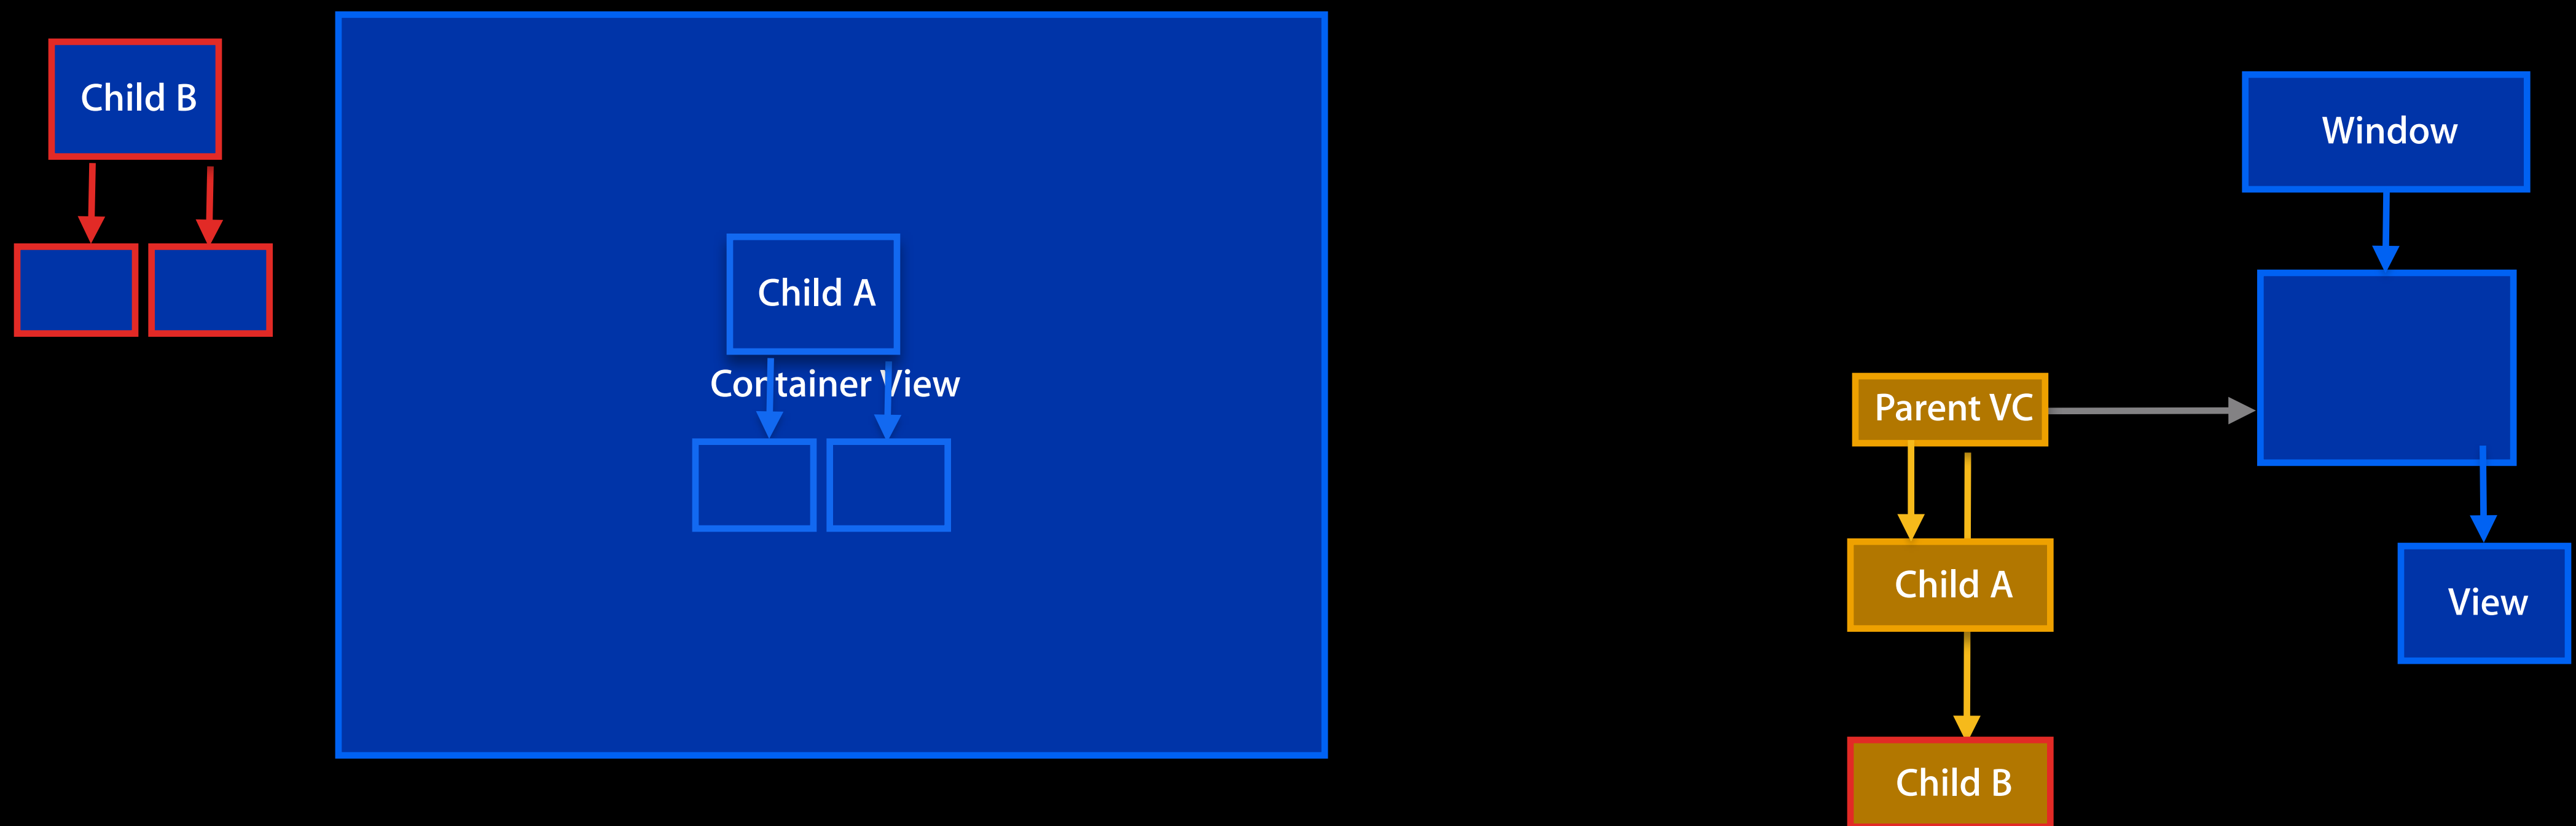 Child B
Child A
Container View
Window
Parent VC
Child A
View
Child B